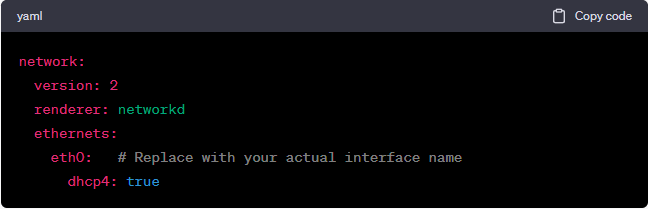 yaml
Copy code
network:
  version: 2
  renderer: networkd
  ethernets:
    eth0:   # Replace with your actual interface name
      dhcp4: true